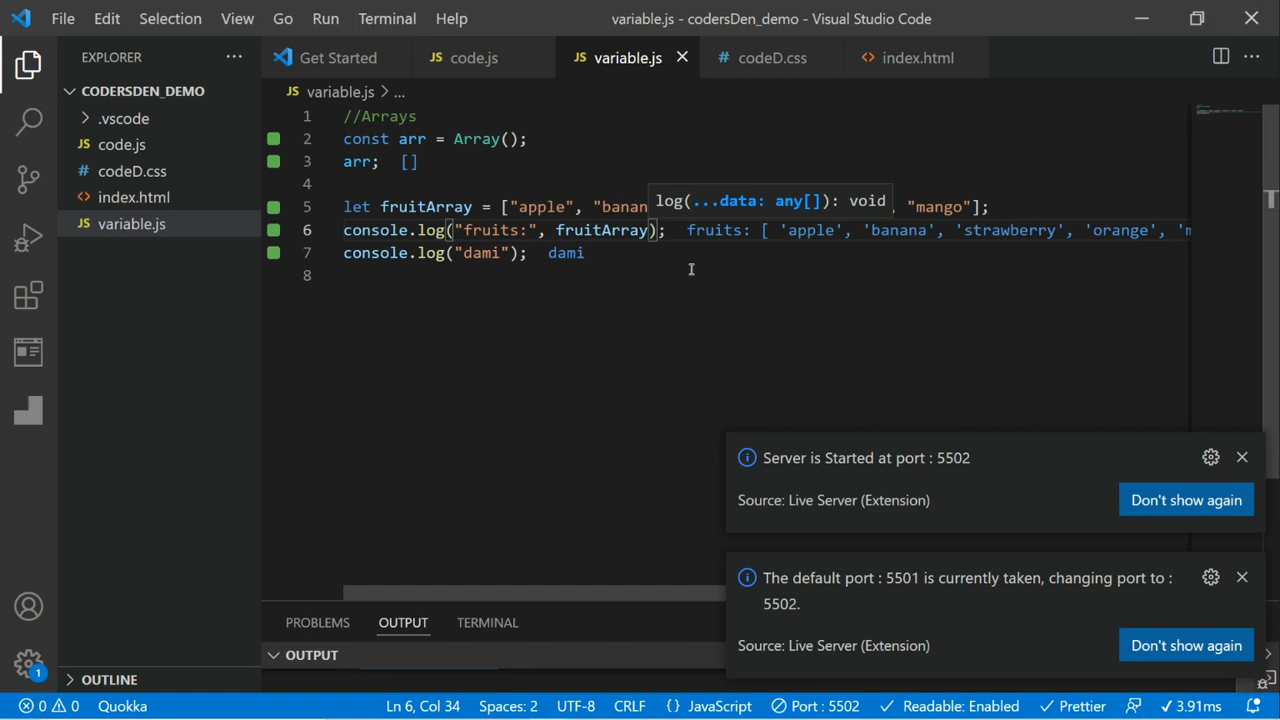 File Edit Selection View Go Run Terminal Help variable.js - codersDen_demo - Visual Studio Code
EXPLORER ...
Get Started JS code.js JS variable.js # codeD.css <> index.html
CODERSDEN_DEMO
> .vscode
JS code.js
# codeD.css
<> index.html
JS variable.js
JS variable.js > ...
1 //Arrays
2 const arr = Array();
3 arr; []
4
log(...data: any[]): void
5 let fruitArray = ["apple", "banan "mango"];
6 console.log("fruits:", fruitArray); fruits: [ 'apple', 'banana', 'strawberry', 'orange', 'm
7 console.log("dami"); dami
8
Server is Started at port : 5502
Source: Live Server (Extension) Don't show again
The default port : 5501 is currently taken, changing port to :
5502.
Source: Live Server (Extension) Don't show again
PROBLEMS OUTPUT TERMINAL
OUTPUT
> OUTLINE
1
0 0 Quokka Ln 6, Col 34 Spaces: 2 UTF-8 CRLF {} JavaScript Port : 5502 Readable: Enabled Prettier 3.91ms